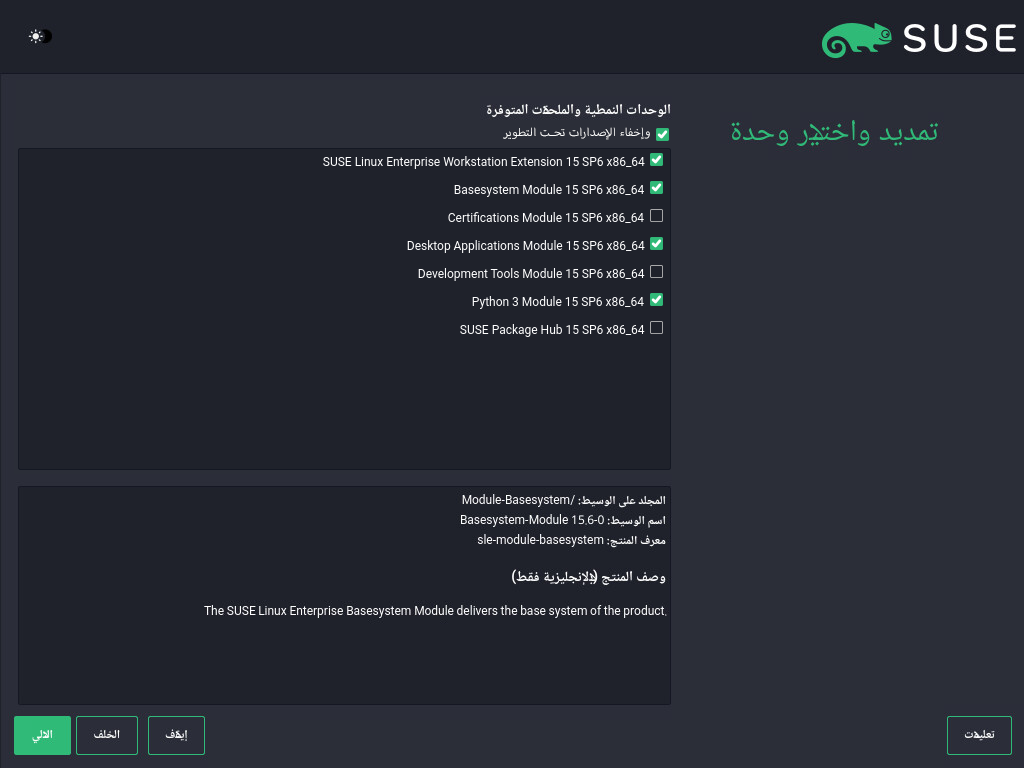 SUSE
تمديد واختيار وحدة
الوحدات النمطية والملحقات المتوفرة
وإخفاء الإصدارات تحت التطوير
SUSE Linux Enterprise Workstation Extension 15 SP6 x86_64
Basesystem Module 15 SP6 x86_64
Certifications Module 15 SP6 x86_64
Desktop Applications Module 15 SP6 x86_64
Development Tools Module 15 SP6 x86_64
Python 3 Module 15 SP6 x86_64
SUSE Package Hub 15 SP6 x86_64
المجلد على الوسيط: /Module-Basesystem
اسم الوسيط: Basesystem-Module 15.6-0
معرف المنتج: sle-module-basesystem
وصف المنتج (بالإنجليزية فقط)
The SUSE Linux Enterprise Basesystem Module delivers the base system of the product.
تعليمات
إيقاف
الخلف
التالي